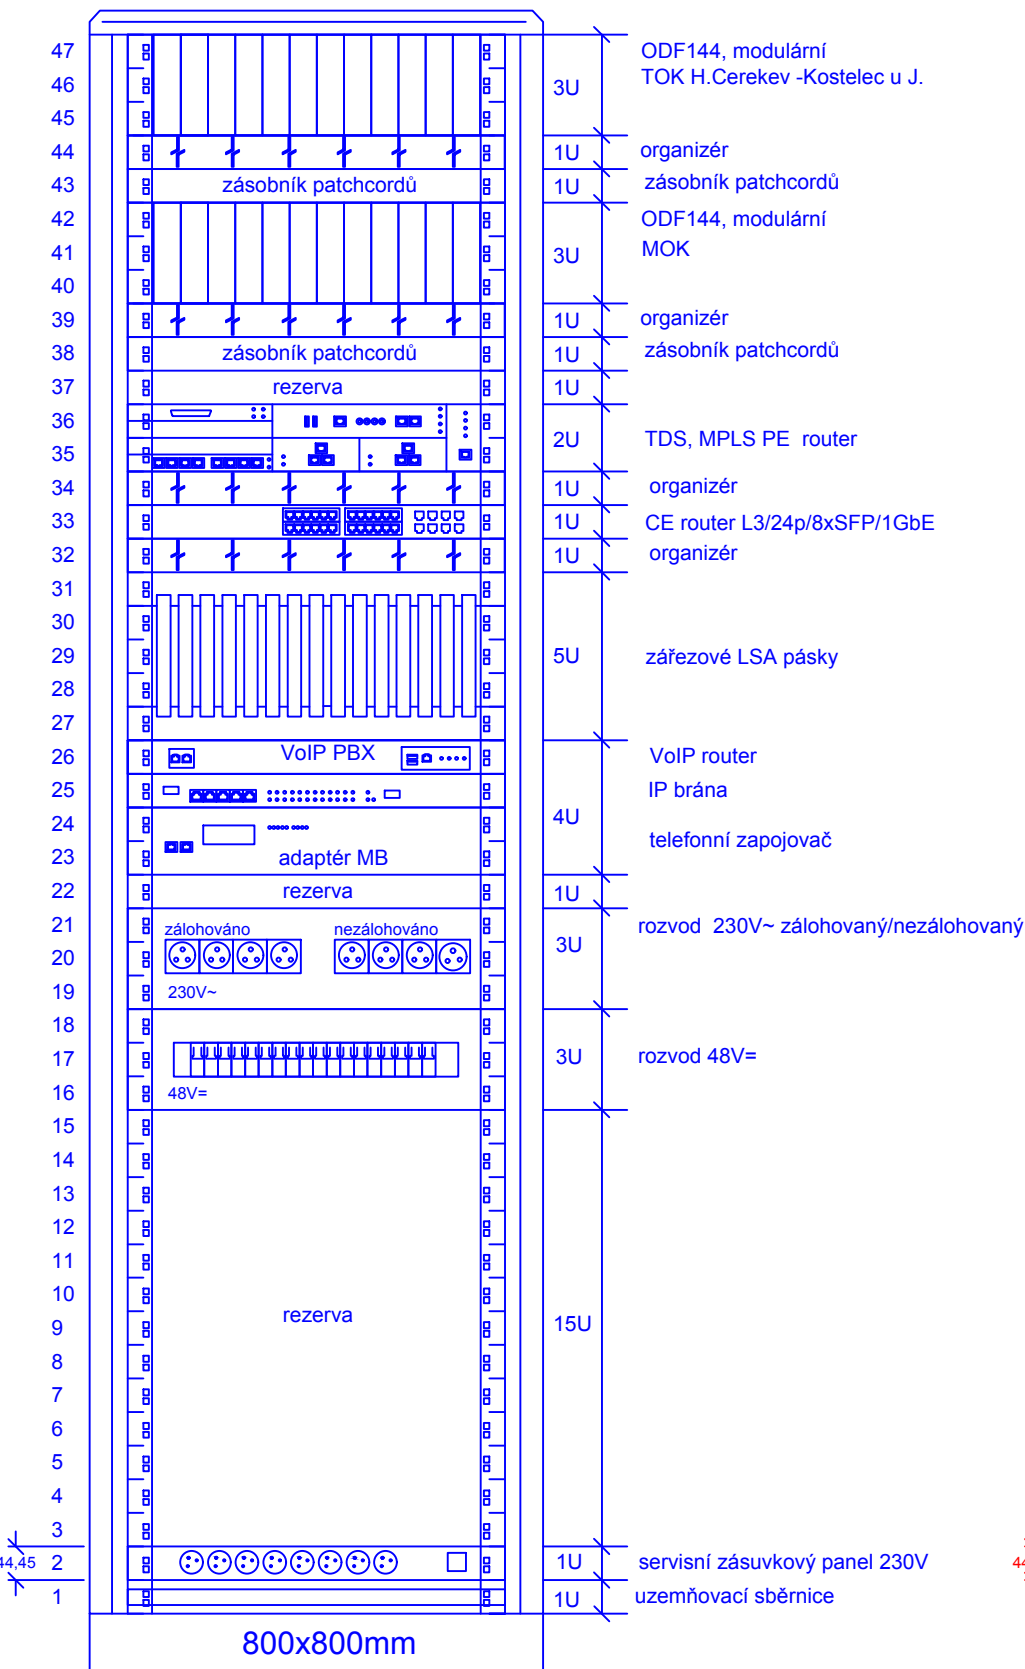 47
ODF144, modulární
46
3U
TOK H.Cerekev -Kostelec u J.
45
44
1U
organizér
43
zásobník patchcordů
1U
zásobník patchcordů
42
ODF144, modulární
41
3U
MOK
40
39
1U
organizér
38
zásobník patchcordů
1U
zásobník patchcordů
37
rezerva
1U
36
35
2U
TDS, MPLS PE router
34
1U
organizér
33
1U
CE router L3/24p/8xSFP/1GbE
32
1U
organizér
31
30
29
5U
zářezové LSA pásky
28
27
26
VoIP PBX
VoIP router
25
IP brána
24
4U
telefonní zapojovač
23
adaptér MB
22
rezerva
1U
21
zálohováno
nezálohováno
rozvod 230V~ zálohovaný/nezálohovaný
20
3U
19
230V~
18
17
3U
rozvod 48V=
16
48V=
15
14
13
12
11
10
9
rezerva
15U
8
7
6
5
4
3
44,45
2
1U
servisní zásuvkový panel 230V
1
1U
uzemňovací sběrnice
800x800mm